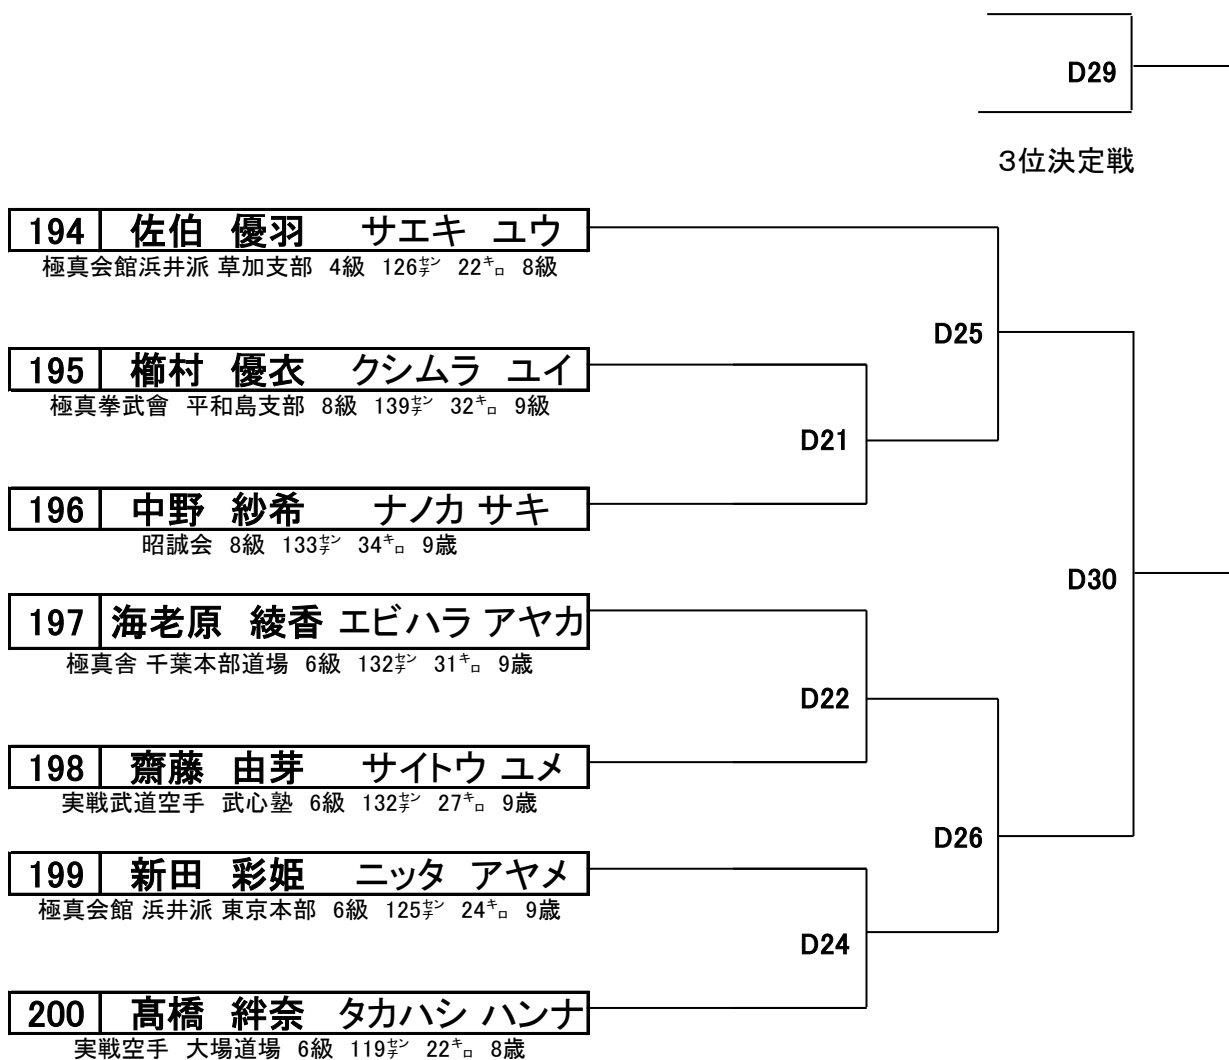 D29
3位決定戦
194 佐伯 優羽 サエキ ユウ
極真会館浜井派 草加支部 4級 126㌢ 22㌔ 8級
D25
195 櫛村 優衣 クシムラ ユイ
極真拳武會 平和島支部 8級 139㌢ 32㌔ 9級
D21
196 中野 紗希 ナノカ サキ
昭誠会 8級 133㌢ 34㌔ 9歳
D30
197 海老原 綾香 エビハラ アヤカ
極真舎 千葉本部道場 6級 132㌢ 31㌔ 9歳
D22
198 齋藤 由芽 サイトウ ユメ
実戦武道空手 武心塾 6級 132㌢ 27㌔ 9歳
D26
199 新田 彩姫 ニッタ アヤメ
極真会館 浜井派 東京本部 6級 125㌢ 24㌔ 9歳
D24
200 髙橋 絆奈 タカハシ ハンナ
実戦空手 大場道場 6級 119㌢ 22㌔ 8歳